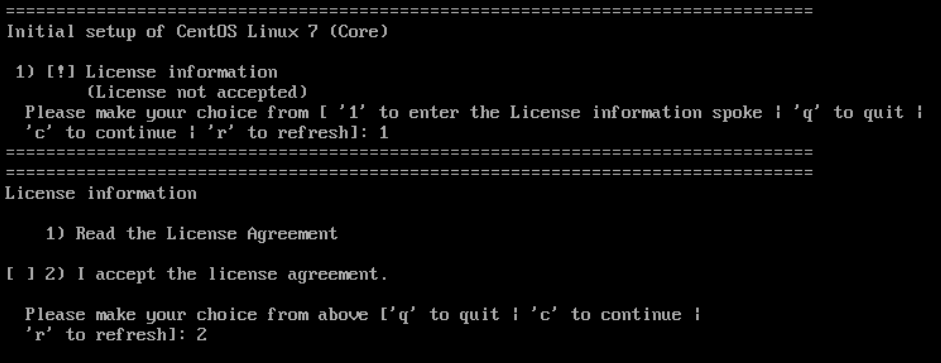 ================================================================================
Initial setup of CentOS Linux 7 (Core)
1) [!] License information
(License not accepted)
Please make your choice from [ '1' to enter the License information spoke | 'q' to quit |
'c' to continue | 'r' to refresh]: 1
================================================================================
================================================================================
License information
1) Read the License Agreement
[ ] 2) I accept the license agreement.
Please make your choice from above ['q' to quit | 'c' to continue |
'r' to refresh]: 2